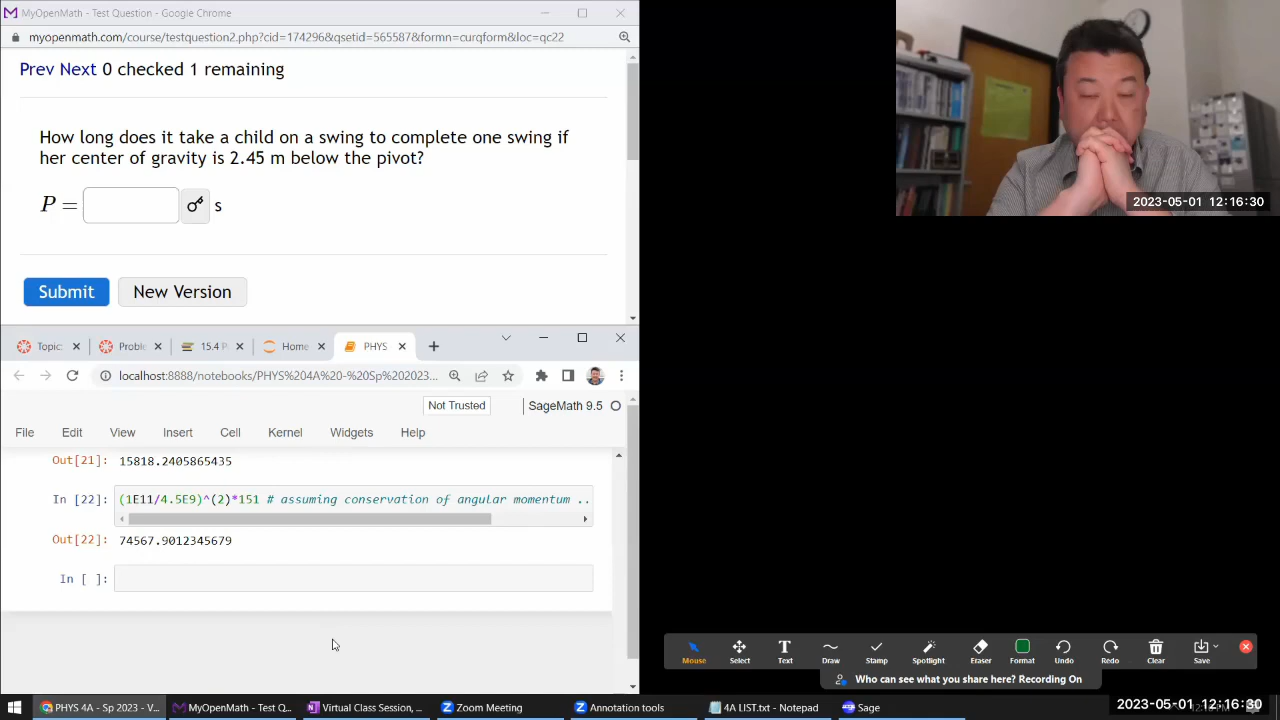 MyOpenMath - Test Question - Google Chrome
myopenmath.com/course/testquestion2.php?cid=174296&qsetid=565587&formn=curqform&loc=qc22
Prev Next 0 checked 1 remaining
How long does it take a child on a swing to complete one swing if
her center of gravity is 2.45 m below the pivot?
P =
s
Submit
New Version
2023-05-01 12:16:30
Topic:
Proble
15.4 P
Home
PHYS
localhost:8888/notebooks/PHYS%204A%20-%20Sp%202023...
Not Trusted
SageMath 9.5
File Edit View Insert Cell Kernel Widgets Help
Out[21]: 15818.2405865435
In [22]: (1E11/4.5E9)^(2)*151 # assuming conservation of angular momentum ..
Out[22]: 74567.9012345679
In [ ]:
Mouse Select Text Draw Stamp Spotlight Eraser Format Undo Redo Clear Save
Who can see what you share here? Recording On
PHYS 4A - Sp 2023 - V...
MyOpenMath - Test Q...
Virtual Class Session, ...
Zoom Meeting
Annotation tools
4A LIST.txt - Notepad
Sage
2023-05-01 12:16:30